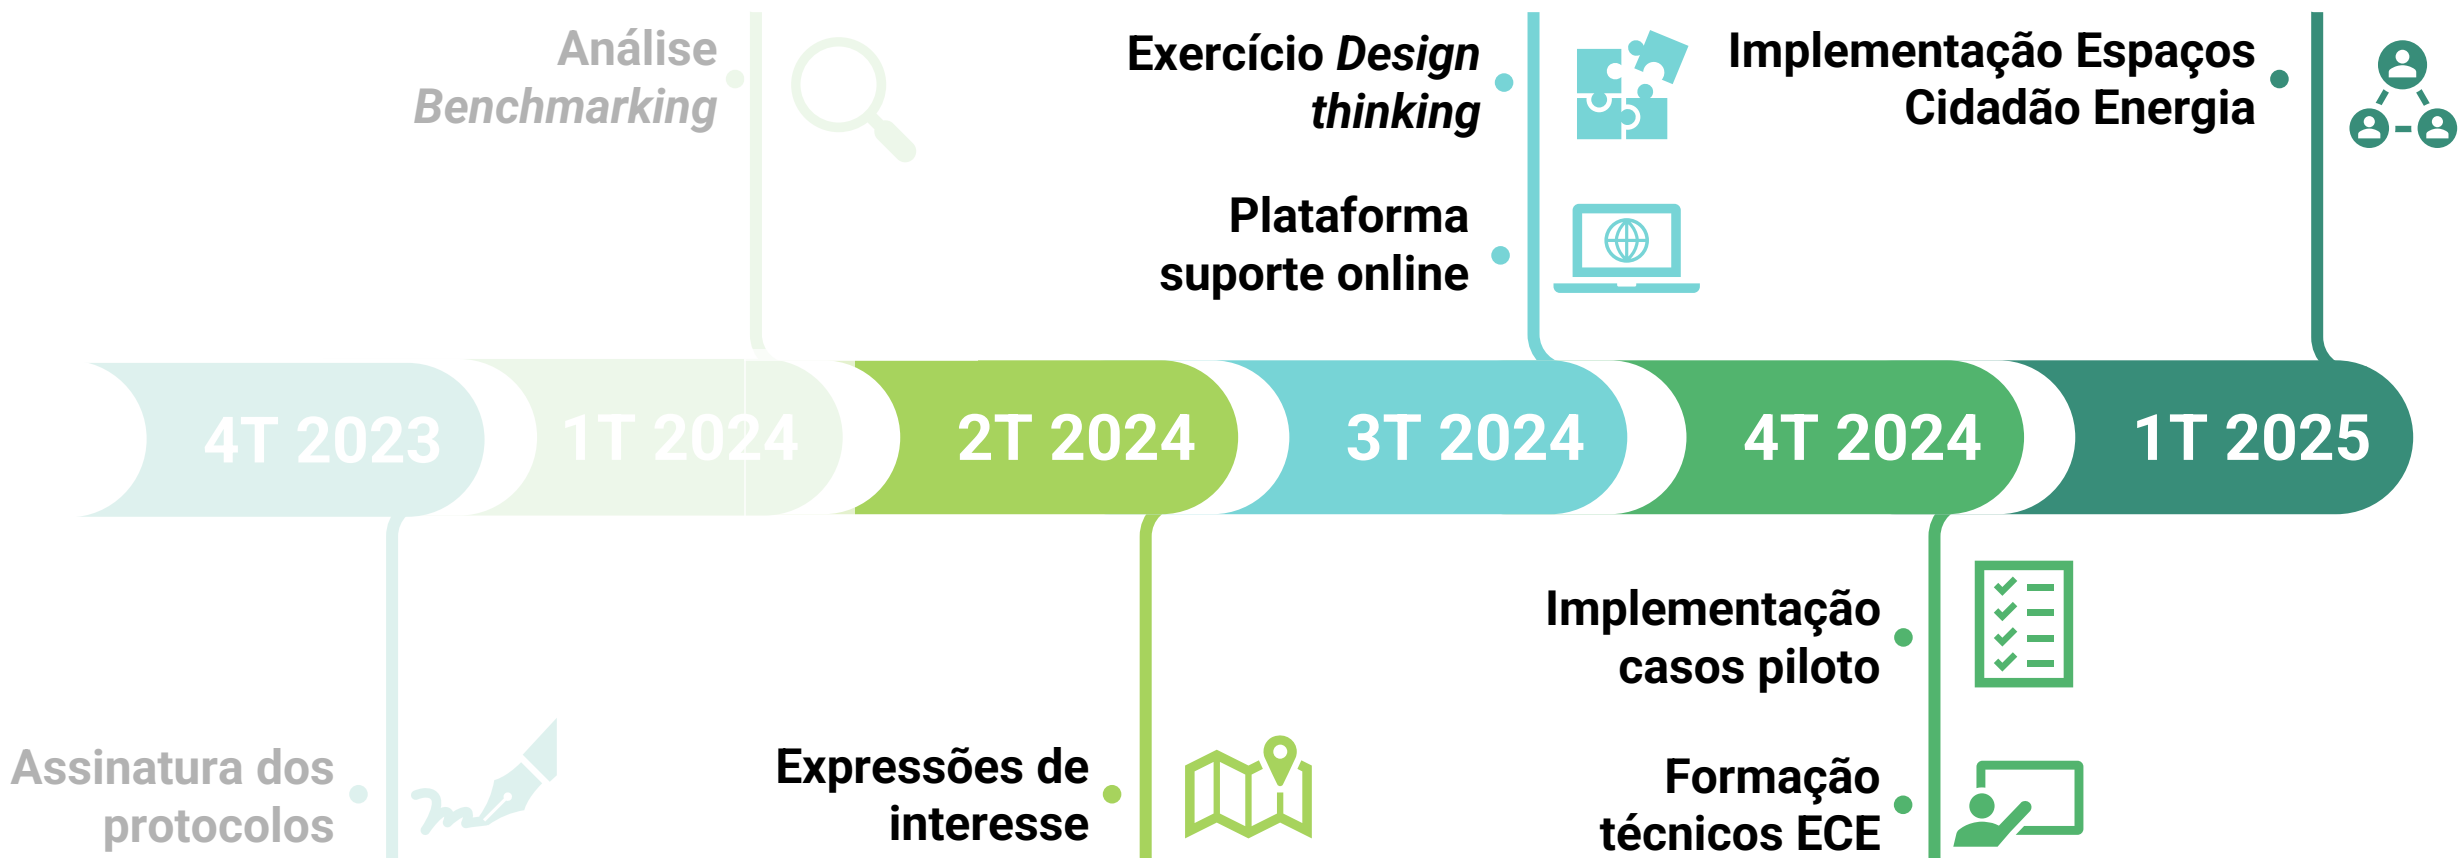 Análise
Benchmarking
Exercício Design
thinking
Plataforma
suporte online
Implementação Espaços
Cidadão Energia
4T 2023
1T 2024
2T 2024
3T 2024
4T 2024
1T 2025
Assinatura dos
protocolos
Expressões de
interesse
Implementação
casos piloto
Formação
técnicos ECE